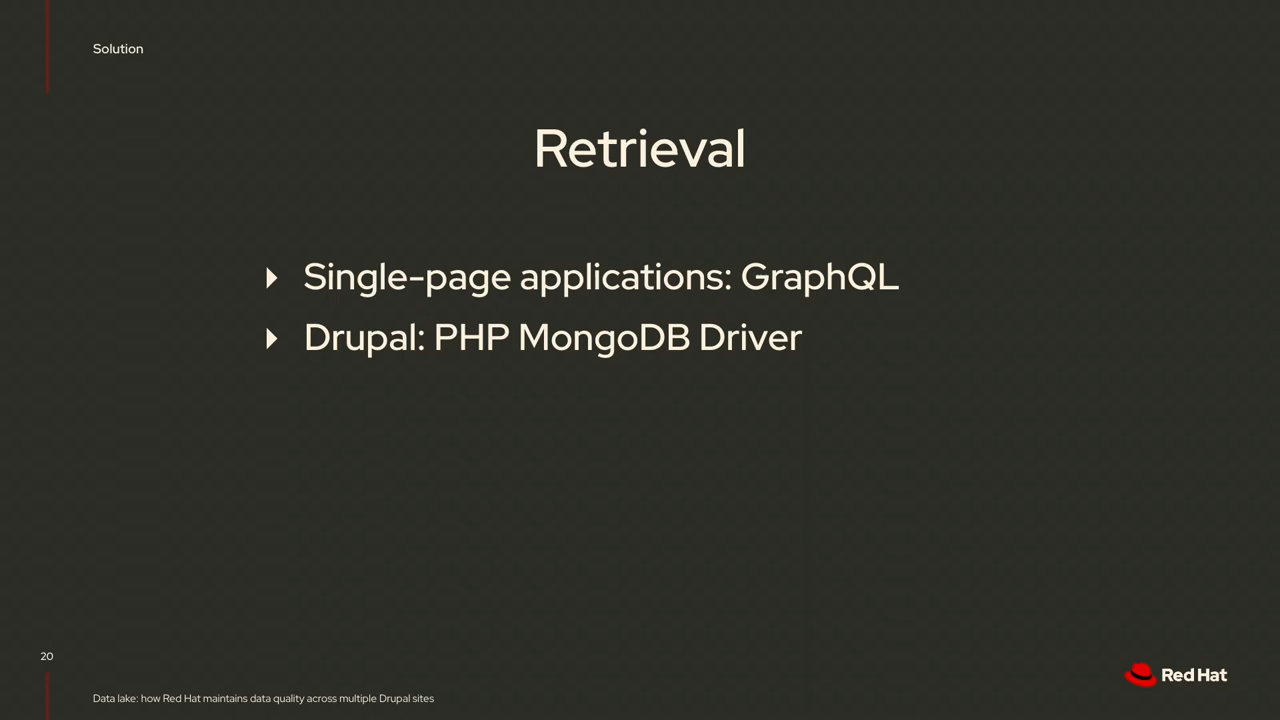 Solution
Retrieval
Single-page applications: GraphQL
Drupal: PHP MongoDB Driver
20
Data lake: how Red Hat maintains data quality across multiple Drupal sites
Red Hat